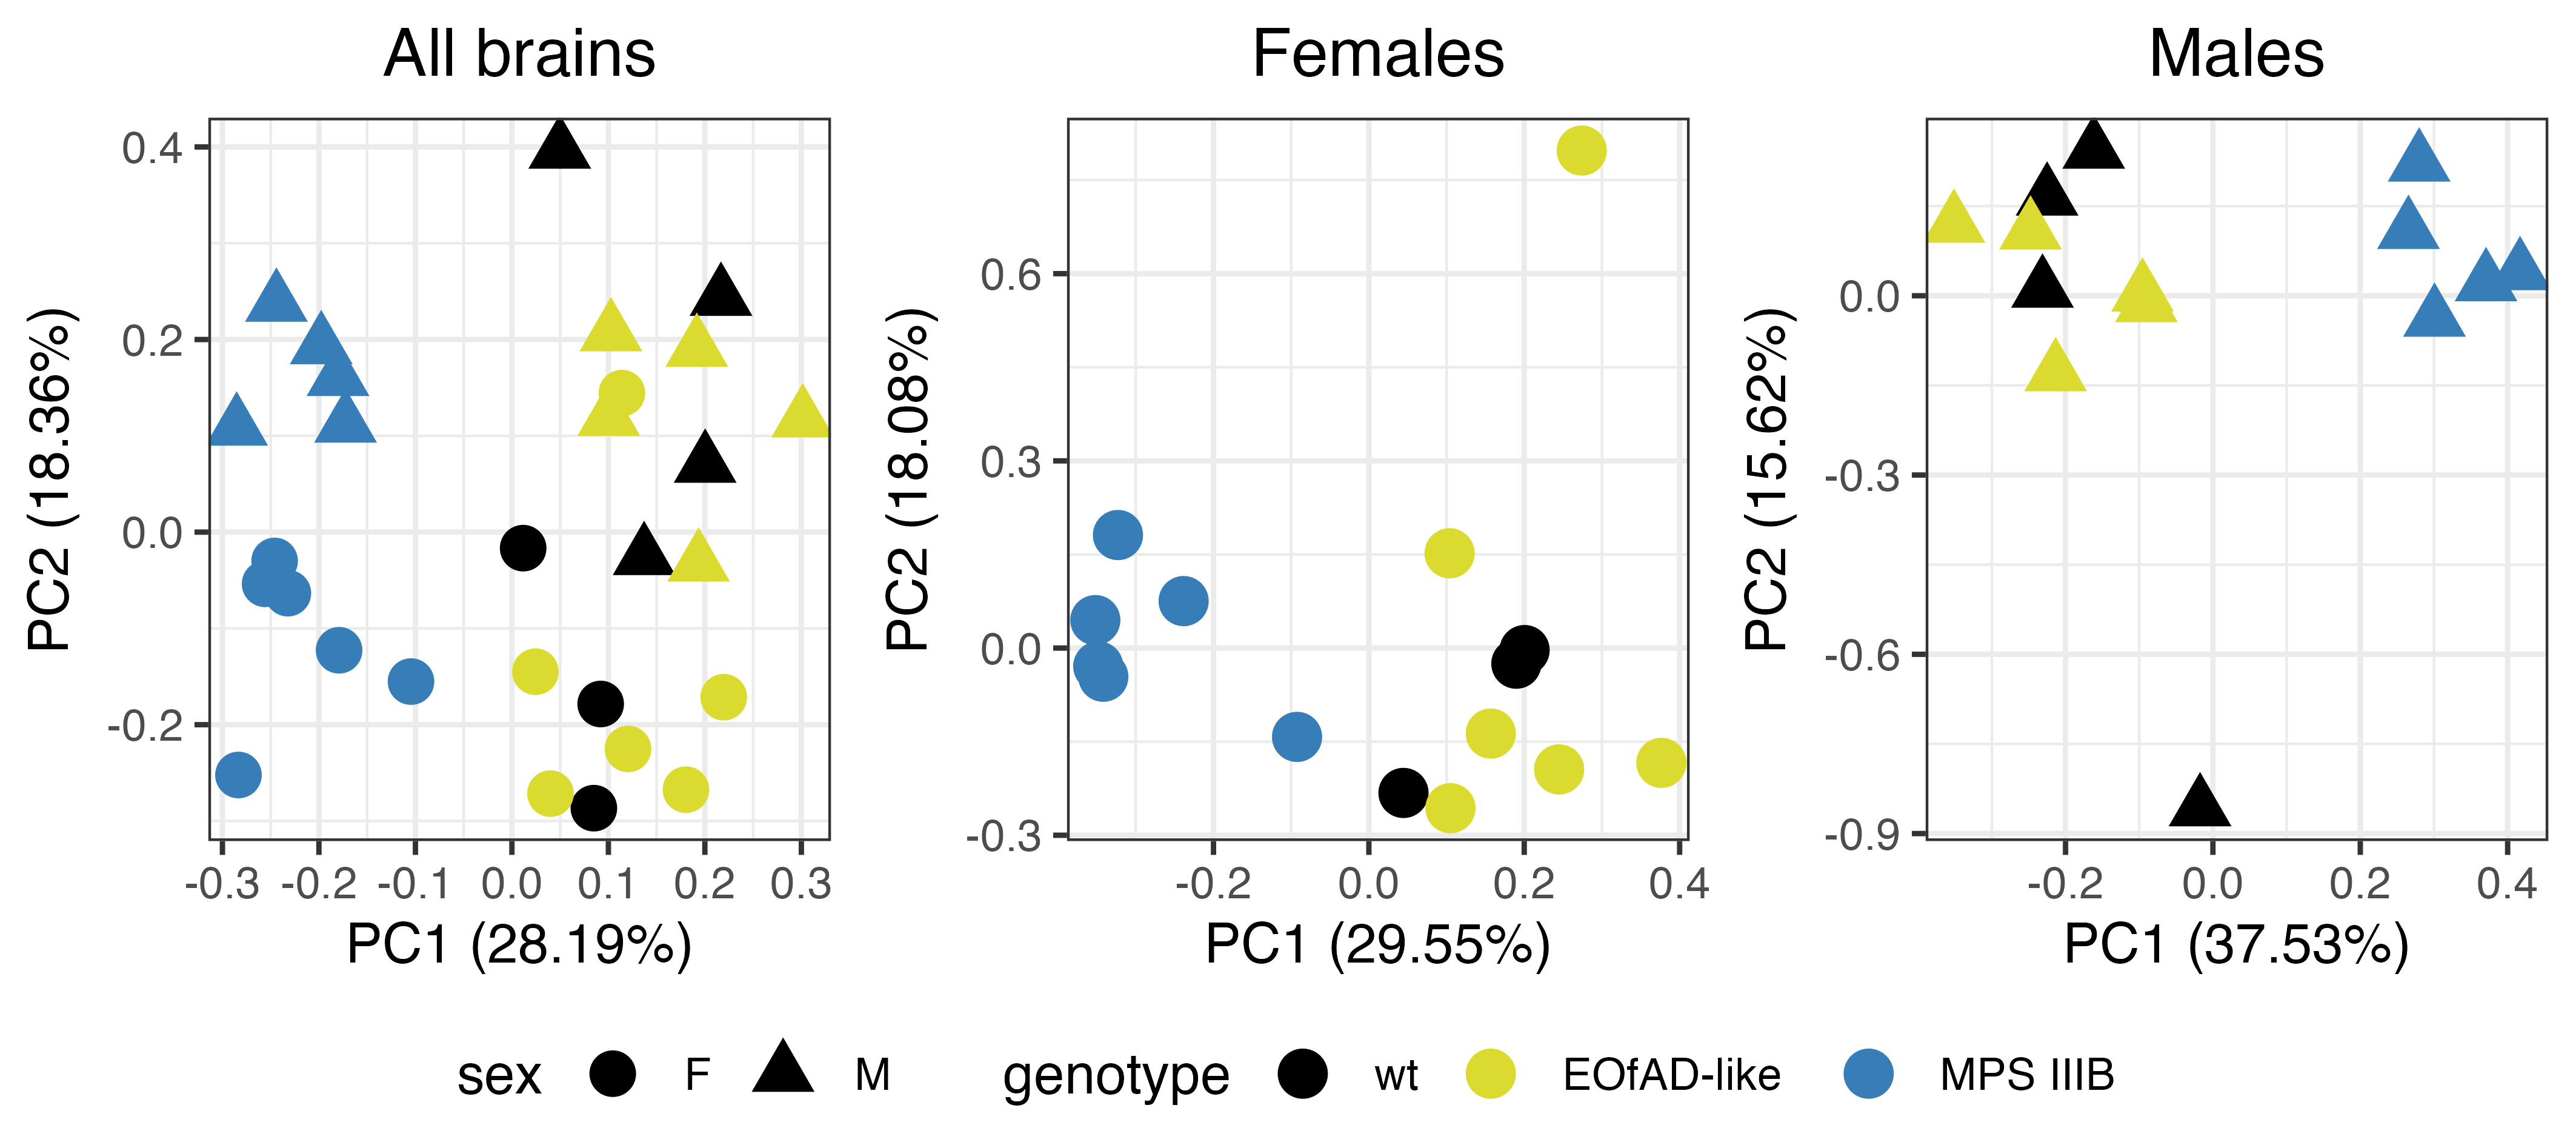 All brains Females Males
PC2 (18.36%)
0.4
0.2
0.0
-0.2
-0.3 -0.2 -0.1 0.0 0.1 0.2 0.3
PC1 (28.19%)
PC2 (18.08%)
0.6
0.3
0.0
-0.3
-0.2 0.0 0.2 0.4
PC1 (29.55%)
PC2 (15.62%)
0.0
-0.3
-0.6
-0.9
-0.2 0.0 0.2 0.4
PC1 (37.53%)
sex F M genotype wt EOfAD-like MPS IIIB